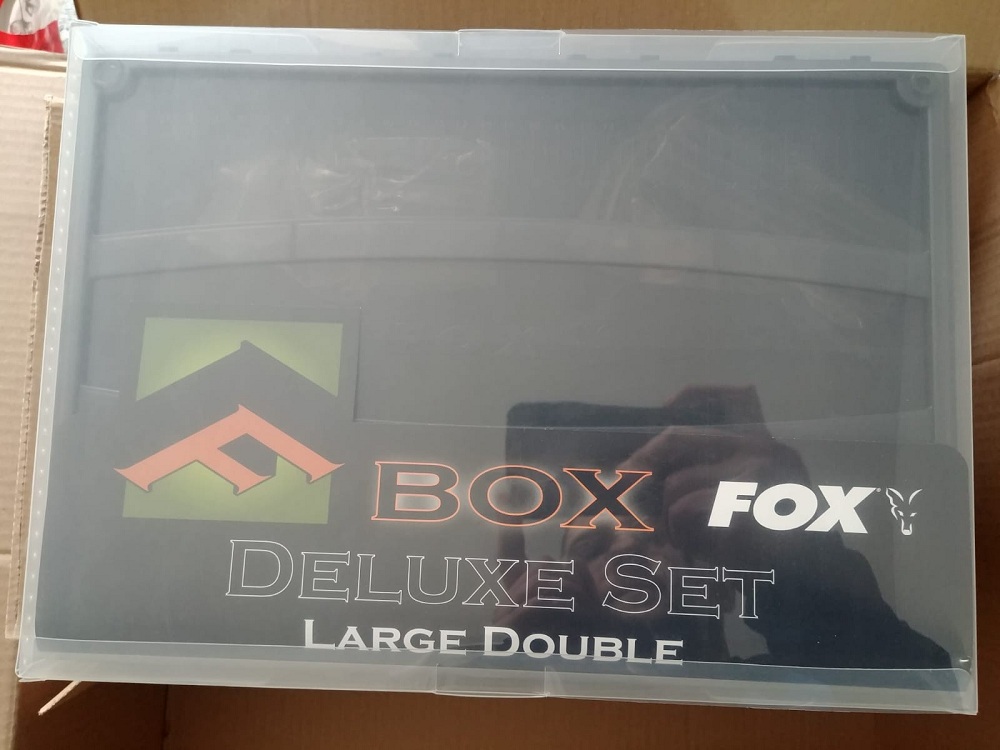 F BOX
FOX®
DELUXE SET
LARGE DOUBLE